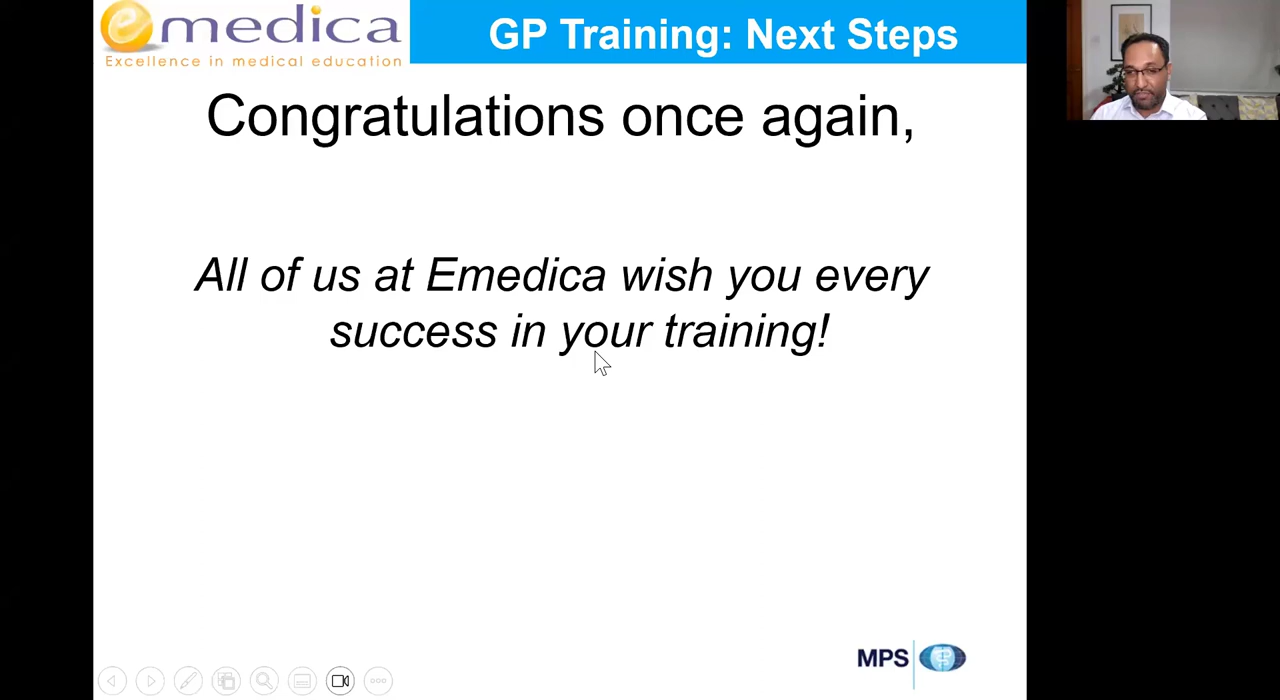 emedica
Excellence in medical education
GP Training: Next Steps
Congratulations once again,
All of us at Emedica wish you every
success in your training!
MPS